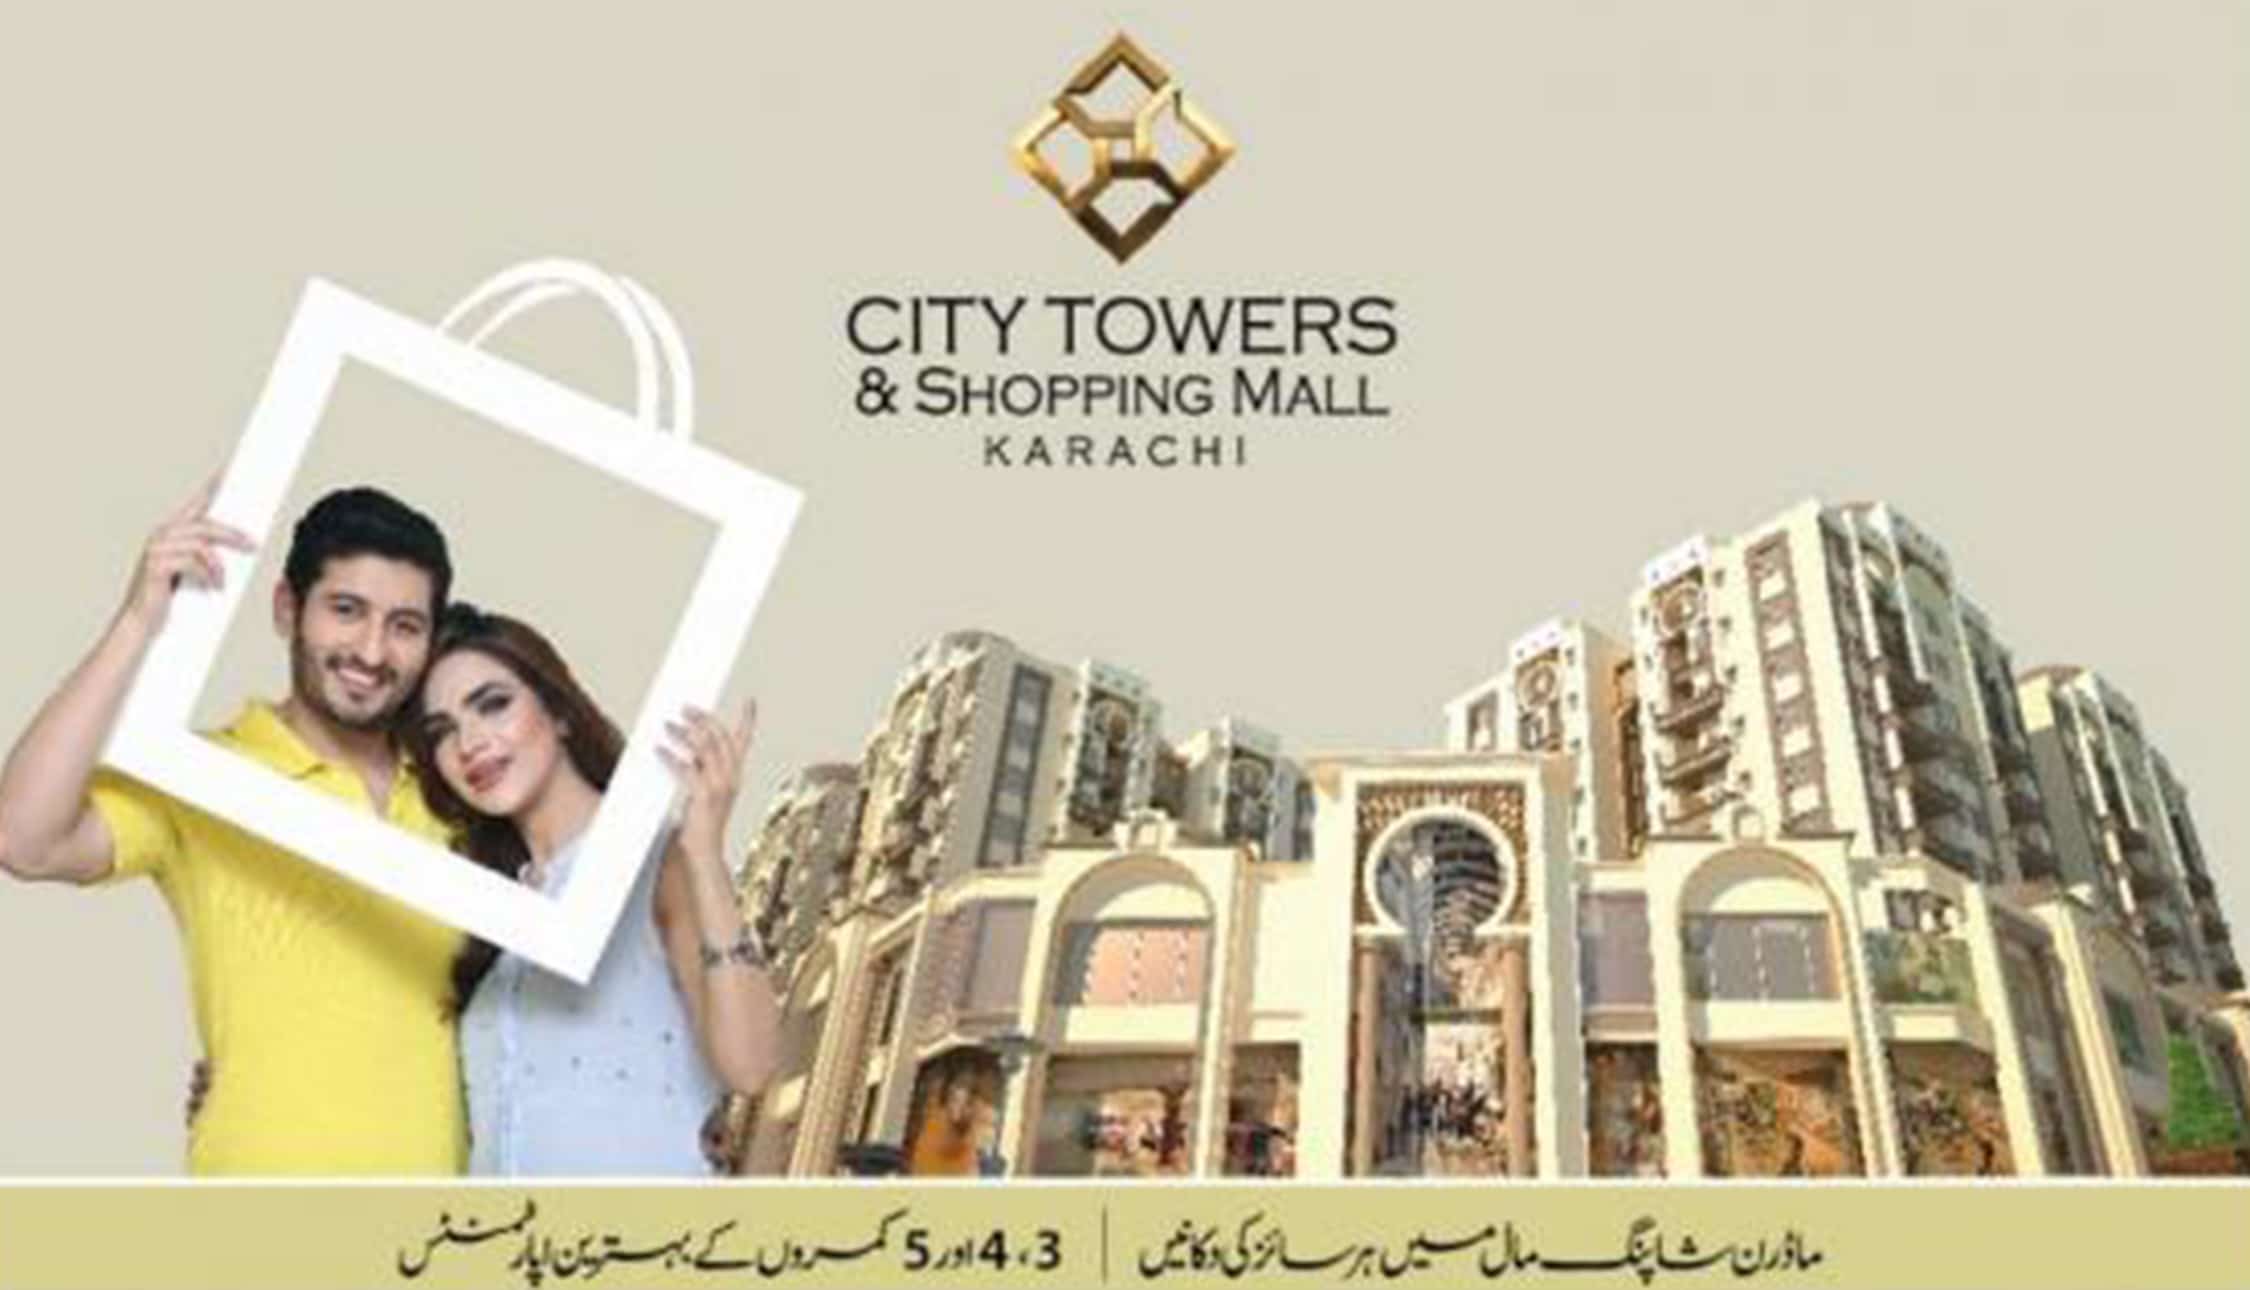 CITY TOWERS
& SHOPPING MALL
KARACHI
ماڈرن شاپنگ مال میں ہر سائز کی دکانیں | 3، 4 اور 5 کمروں کے بہترین اپارٹمنٹس